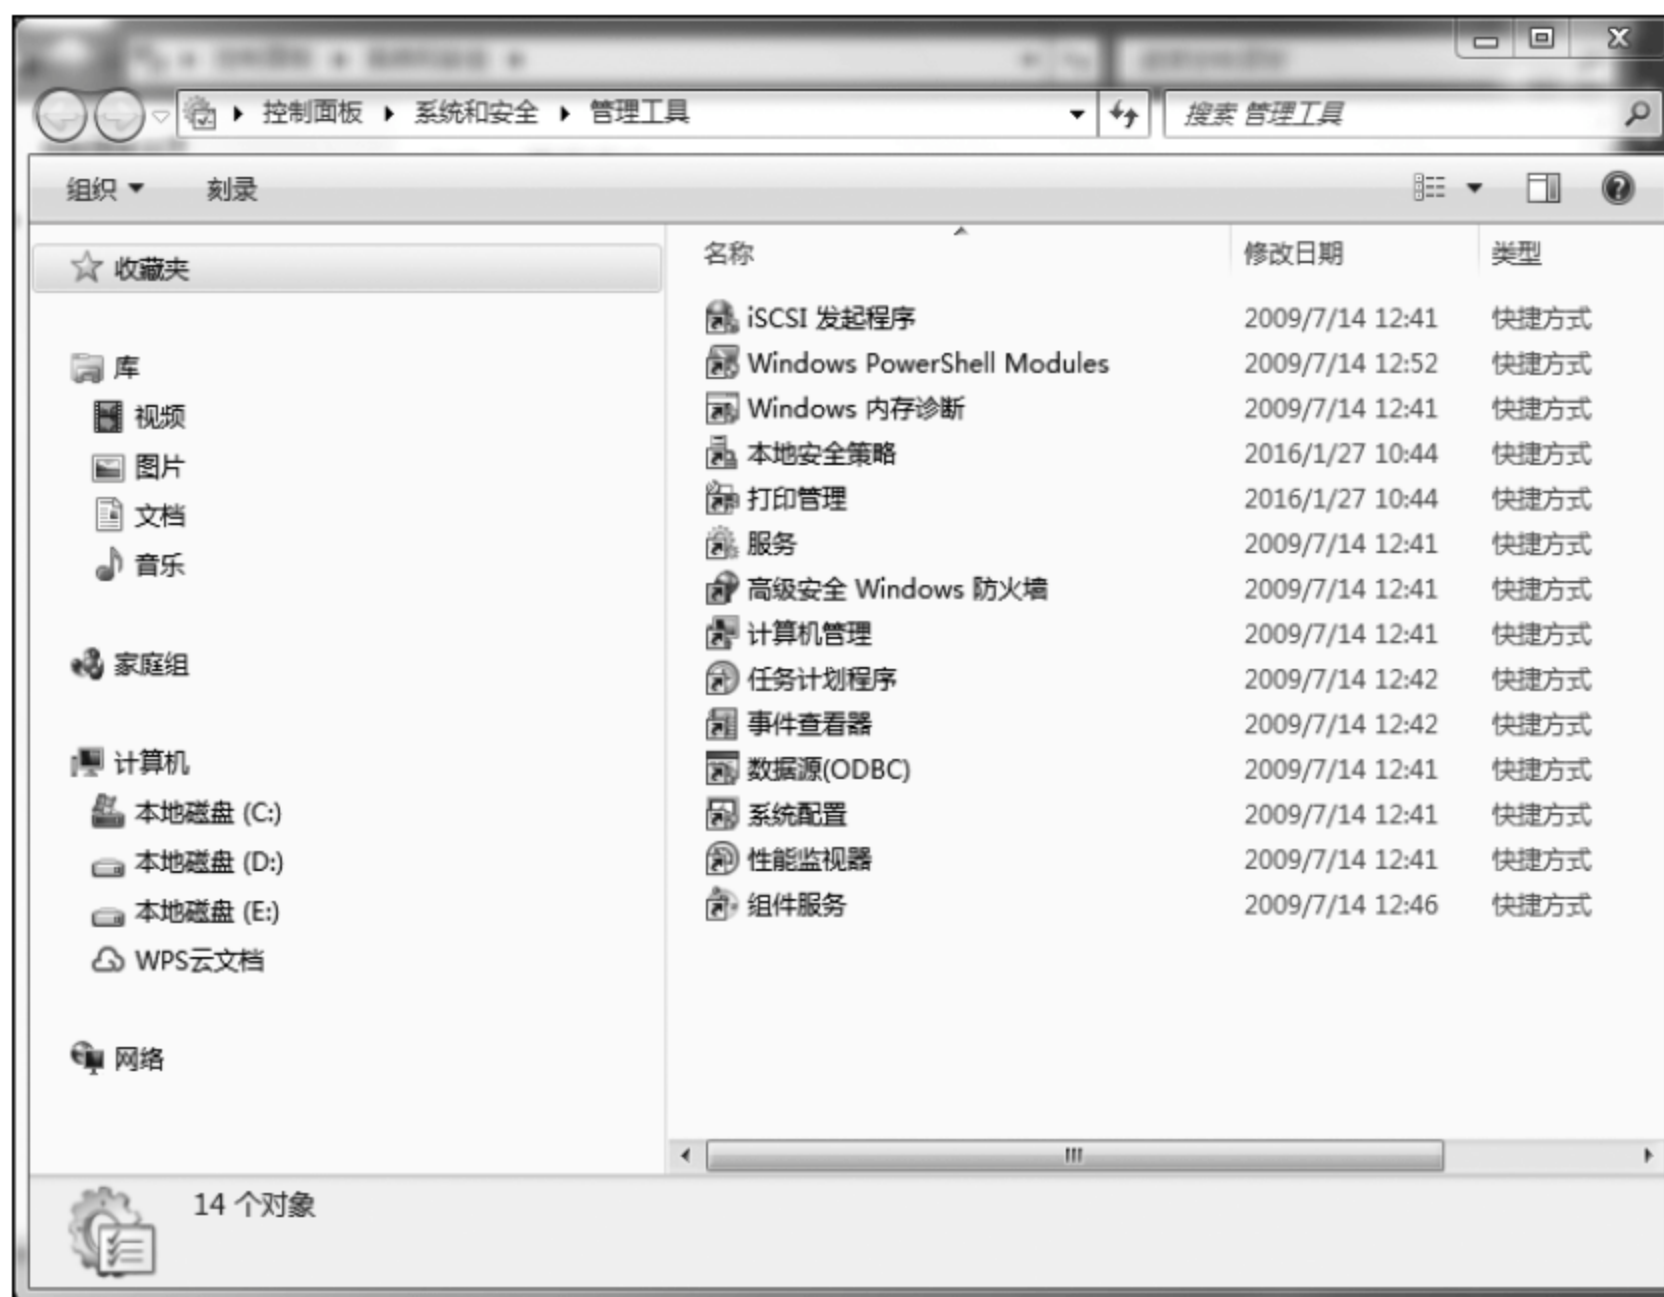 控制面板 系统和安全 管理工具
搜索 管理工具
组织 刻录
名称 修改日期 类型
收藏夹
库
视频
图片
文档
音乐
家庭组
计算机
本地磁盘 (C:)
本地磁盘 (D:)
本地磁盘 (E:)
WPS云文档
网络
iSCSI 发起程序 2009/7/14 12:41 快捷方式
Windows PowerShell Modules 2009/7/14 12:52 快捷方式
Windows 内存诊断 2009/7/14 12:41 快捷方式
本地安全策略 2016/1/27 10:44 快捷方式
打印管理 2016/1/27 10:44 快捷方式
服务 2009/7/14 12:41 快捷方式
高级安全 Windows 防火墙 2009/7/14 12:41 快捷方式
计算机管理 2009/7/14 12:41 快捷方式
任务计划程序 2009/7/14 12:42 快捷方式
事件查看器 2009/7/14 12:42 快捷方式
数据源(ODBC) 2009/7/14 12:41 快捷方式
系统配置 2009/7/14 12:41 快捷方式
性能监视器 2009/7/14 12:41 快捷方式
组件服务 2009/7/14 12:46 快捷方式
14 个对象